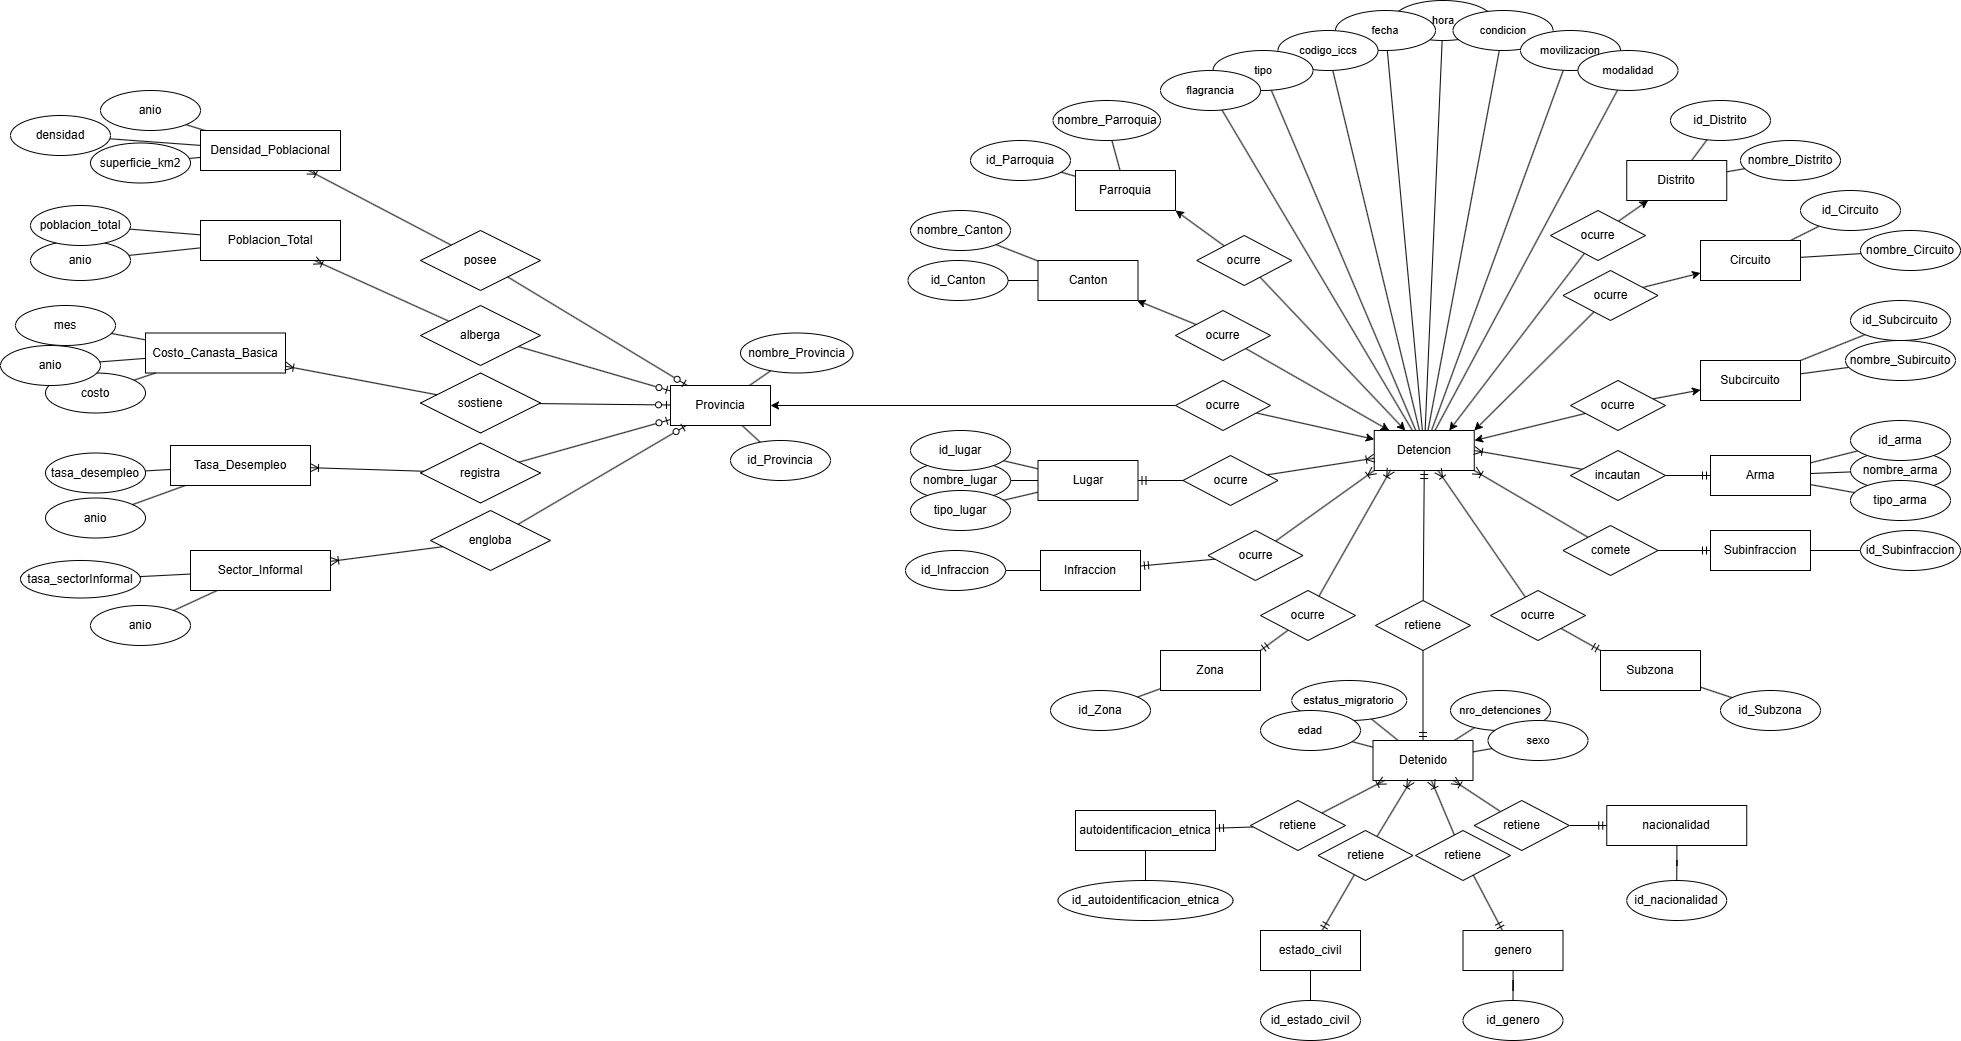 hora
fecha
condicion
codigo_iccs
movilizacion
tipo
modalidad
flagrancia
anio
densidad
superficie_km2
Densidad_Poblacional
poblacion_total
anio
Poblacion_Total
mes
anio
costo
Costo_Canasta_Basica
tasa_desempleo
anio
Tasa_Desempleo
tasa_sectorInformal
anio
Sector_Informal
posee
alberga
sostiene
registra
engloba
nombre_Provincia
Provincia
id_Provincia
nombre_Parroquia
id_Parroquia
Parroquia
ocurre
nombre_Canton
id_Canton
Canton
ocurre
ocurre
id_lugar
nombre_lugar
tipo_lugar
Lugar
ocurre
id_Infraccion
Infraccion
ocurre
Detencion
id_Distrito
nombre_Distrito
Distrito
ocurre
id_Circuito
nombre_Circuito
Circuito
ocurre
id_Subcircuito
nombre_Subircuito
Subcircuito
ocurre
id_arma
nombre_arma
tipo_arma
Arma
incautan
comete
Subinfraccion
id_Subinfraccion
ocurre
Zona
id_Zona
retiene
ocurre
Subzona
id_Subzona
estatus_migratorio
edad
nro_detenciones
sexo
Detenido
autoidentificacion_etnica
retiene
id_autoidentificacion_etnica
retiene
estado_civil
id_estado_civil
retiene
genero
id_genero
retiene
nacionalidad
id_nacionalidad